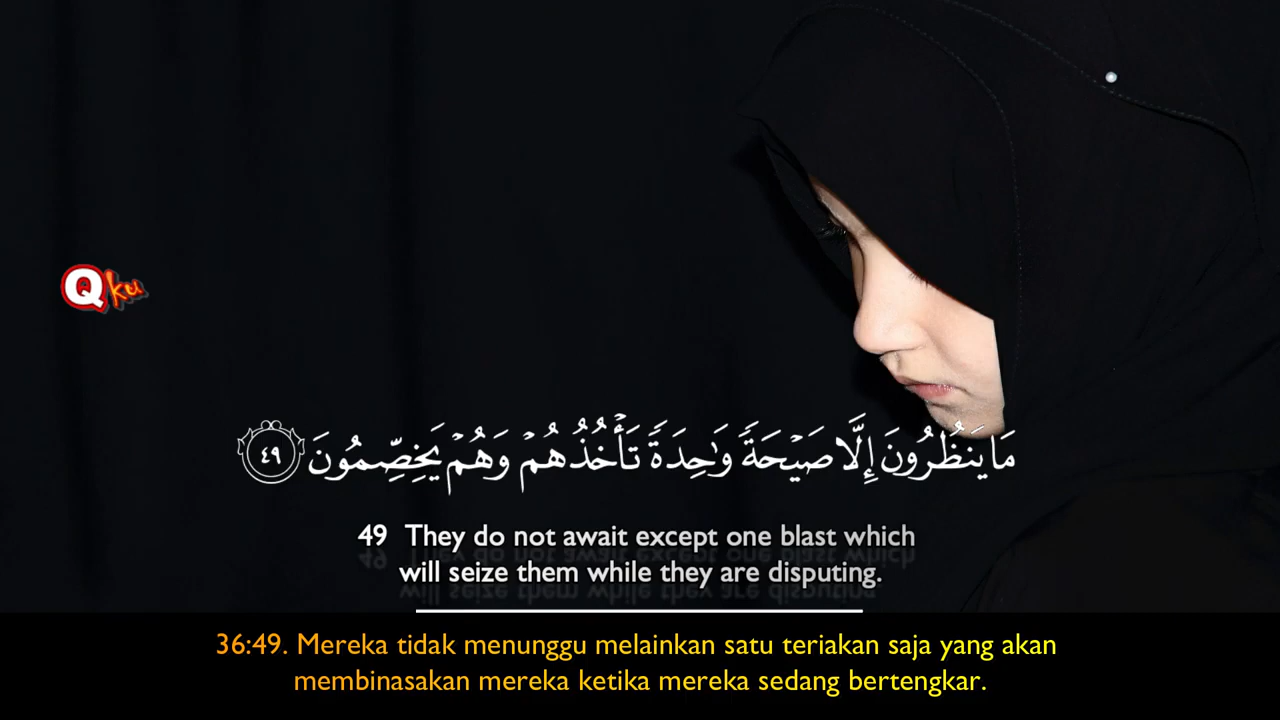 Qku
مَا يَنظُرُونَ إِلَّا صَيْحَةً وَٰحِدَةً تَأْخُذُهُمْ وَهُمْ يَخِصِّمُونَ ٤٩
49 They do not await except one blast which
will seize them while they are disputing.
36:49. Mereka tidak menunggu melainkan satu teriakan saja yang akan
membinasakan mereka ketika mereka sedang bertengkar.